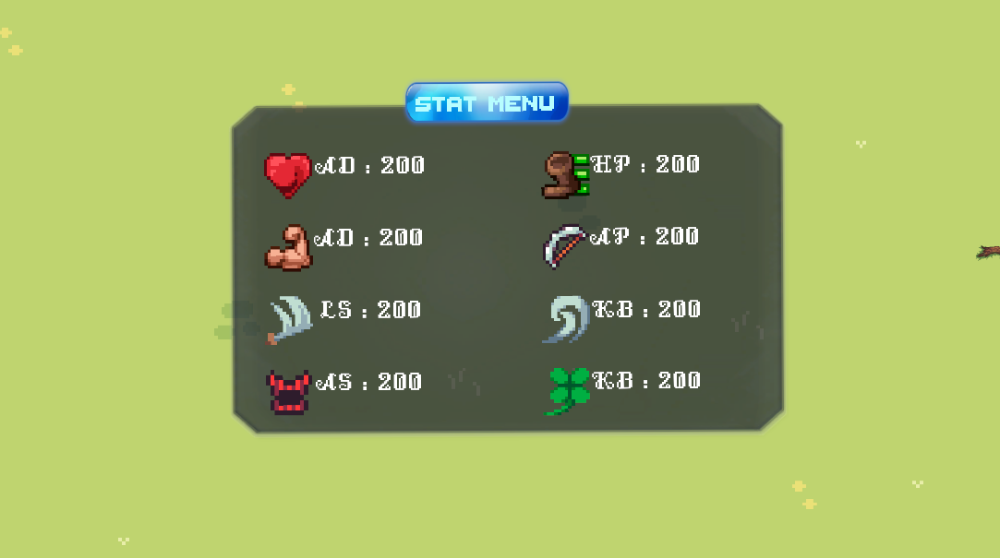 STAT MENU
AD : 200
HP : 200
AD : 200
AP : 200
LS : 200
KB : 200
AS : 200
KB : 200